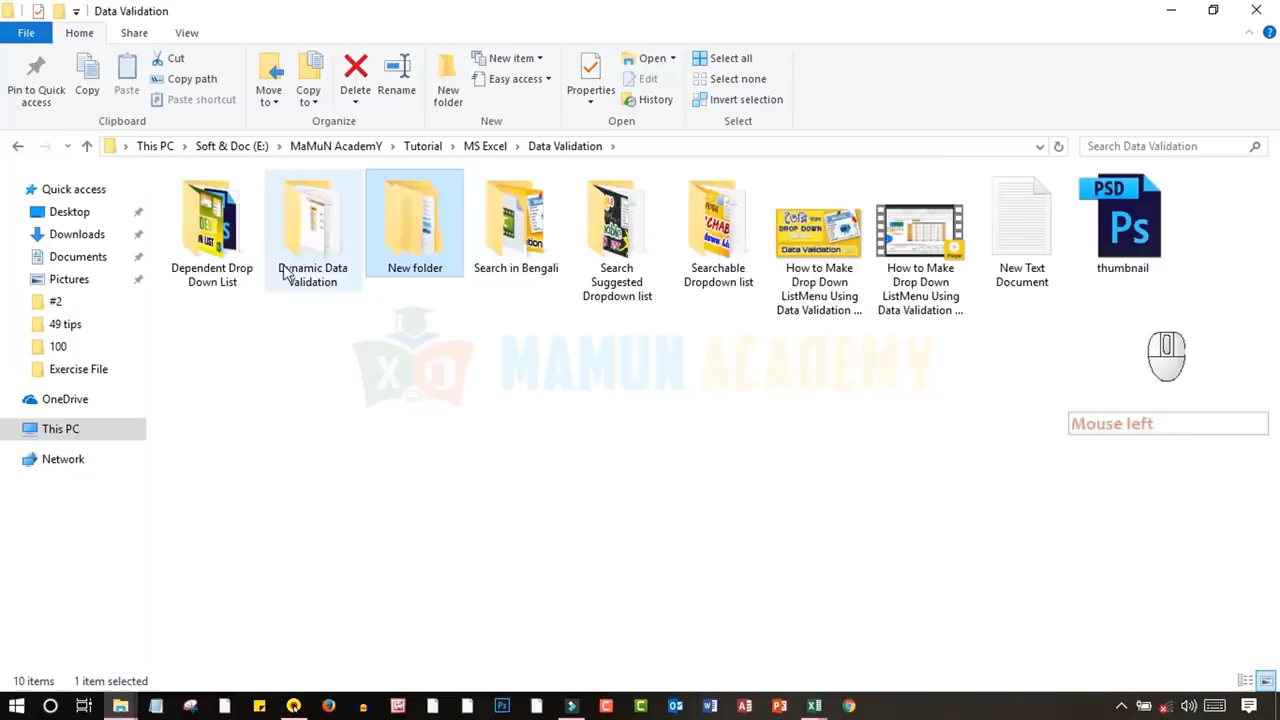 Data Validation
File Home Share View
Cut
Copy path
Paste shortcut
Pin to Quick access
Copy
Paste
Clipboard
Move to
Copy to
Delete
Rename
Organize
New folder
New item
Easy access
New
Properties
Open
Edit
History
Open
Select all
Select none
Invert selection
Select
This PC > Soft & Doc (E:) > MaMuN AcademY > Tutorial > MS Excel > Data Validation >
Search Data Validation
Quick access
Desktop
Downloads
Documents
Pictures
#2
49 tips
100
Exercise File
OneDrive
This PC
Network
Dependent Drop
Down List
Dynamic Data
Validation
New folder
Search in Bengali
Search
Suggested
Dropdown list
Searchable
Dropdown list
তৈরি
DROP DOWN
Data Validation
How to Make
Drop Down
ListMenu Using
Data Validation ...
How to Make
Drop Down
ListMenu Using
Data Validation ...
New Text
Document
PSD
Ps
thumbnail
MAMUN ACADEMY
Mouse left
10 items 1 item selected